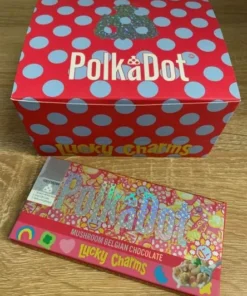 PolkaDot
Lucky Charms
PolkaDot
MUSHROOM BELGIAN CHOCOLATE
Lucky Charms